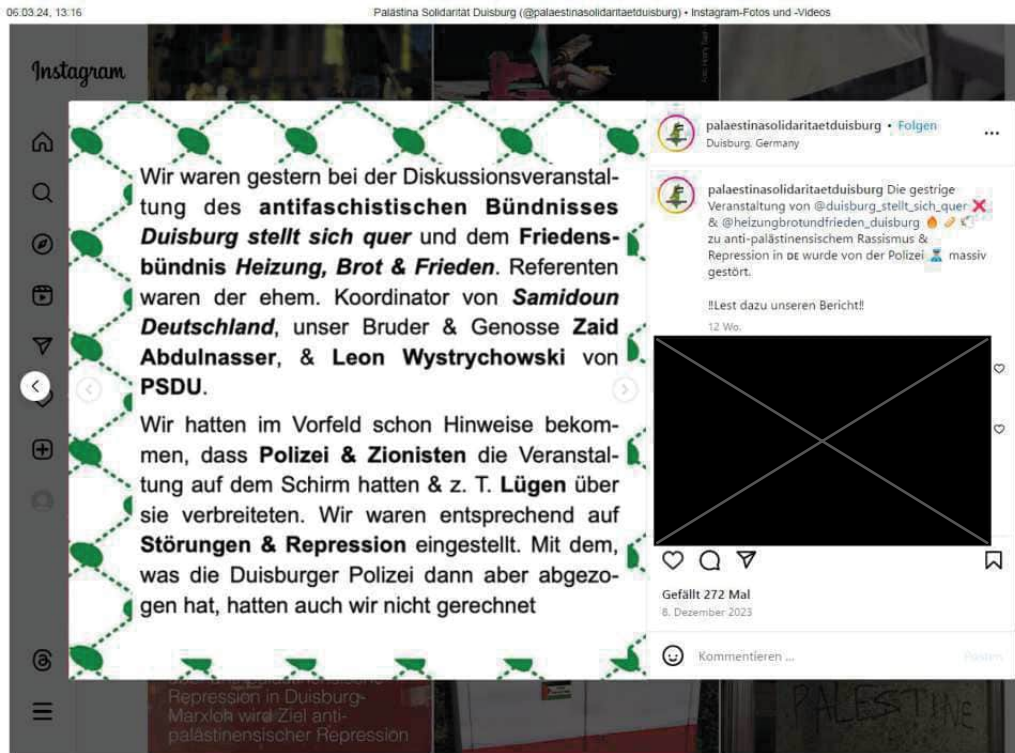 06.03.24, 13:16
Palästina Solidarität Duisburg (@palaestinasolidaritaetduisburg) • Instagram-Fotos und -Videos
Instagram
Wir waren gestern bei der Diskussionsveranstal-
tung des antifaschistischen Bündnisses
Duisburg stellt sich quer und dem Friedens-
bündnis Heizung, Brot & Frieden. Referenten
waren der ehem. Koordinator von Samidoun
Deutschland, unser Bruder & Genosse Zaid
Abdulnasser, & Leon Wystrychowski von
PSDU.
Wir hatten im Vorfeld schon Hinweise bekom-
men, dass Polizei & Zionisten die Veranstal-
tung auf dem Schirm hatten & z. T. Lügen über
sie verbreiteten. Wir waren entsprechend auf
Störungen & Repression eingestellt. Mit dem,
was die Duisburger Polizei dann aber abgezo-
gen hat, hatten auch wir nicht gerechnet
palaestinasolidaritaetduisburg • Folgen
Duisburg, Germany
palaestinasolidaritaetduisburg Die gestrige
Veranstaltung von @duisburg_stellt_sich_quer ❌
& @heizungbrotundfrieden_duisburg
zu anti-palästinensischem Rassismus &
Repression in DE wurde von der Polizei massiv
gestört.
‼Lest dazu unseren Bericht‼
12 Wo.
Gefällt 272 Mal
8. Dezember 2023
Kommentieren ...
Posten
Repression in Duisburg-
Marxloh wird Ziel anti-
palästinensischer Repression
PALESTINE